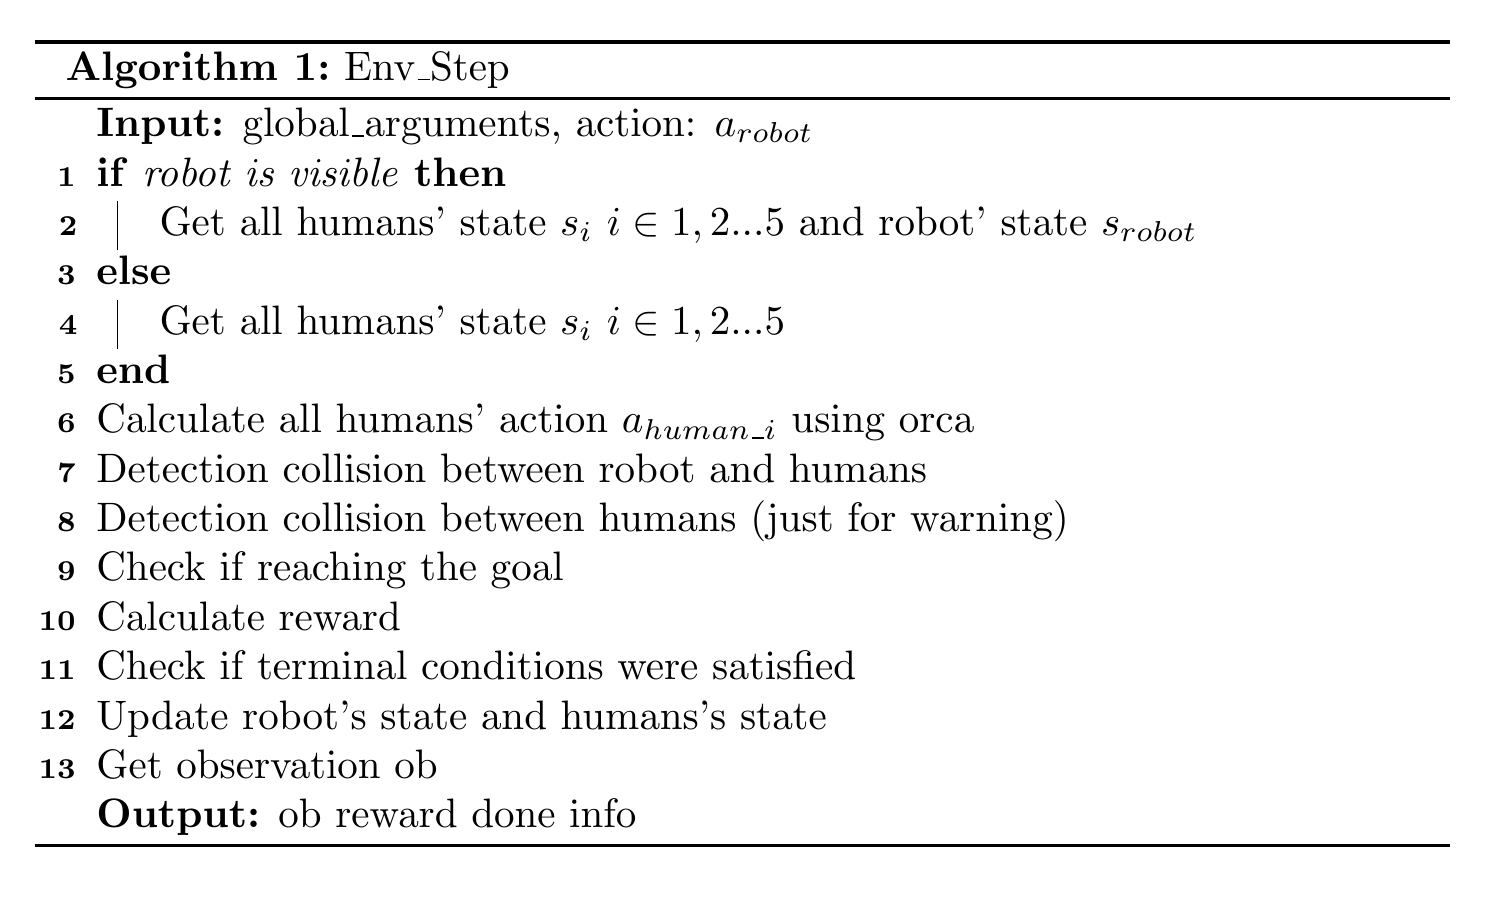 Algorithm 1: Env_Step
Input: global_arguments, action: a_{robot}
1 if robot is visible then
2 Get all humans' state s_i i ∈ 1, 2...5 and robot' state s_{robot}
3 else
4 Get all humans' state s_i i ∈ 1, 2...5
5 end
6 Calculate all humans' action a_{human_i} using orca
7 Detection collision between robot and humans
8 Detection collision between humans (just for warning)
9 Check if reaching the goal
10 Calculate reward
11 Check if terminal conditions were satisfied
12 Update robot's state and humans's state
13 Get observation ob
Output: ob reward done info